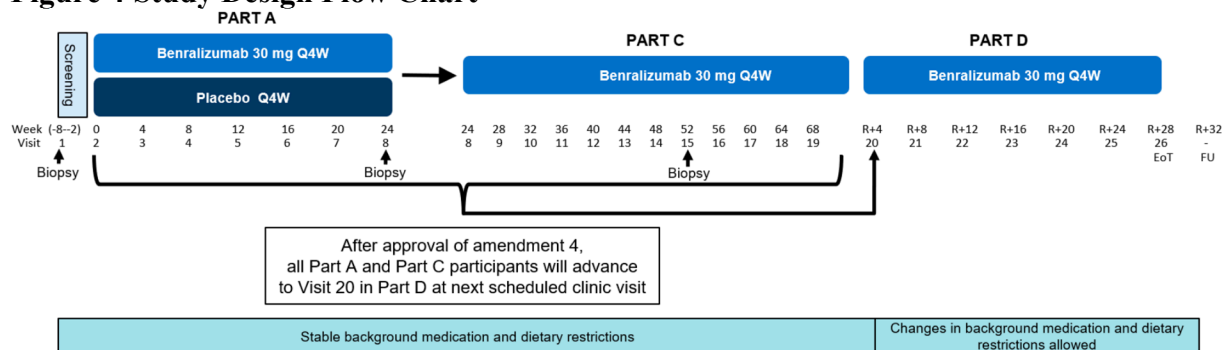 Figure 4 Study Design Flow Chart
PART A
PART C
PART D
Screening
Benralizumab 30 mg Q4W
Placebo Q4W
Benralizumab 30 mg Q4W
Benralizumab 30 mg Q4W
Week (-8--2) 0 4 8 12 16 20 24 24 28 32 36 40 44 48 52 56 60 64 68 R+4 R+8 R+12 R+16 R+20 R+24 R+28 R+32
Visit 1 2 3 4 5 6 7 8 8 9 10 11 12 13 14 15 16 17 18 19 20 21 22 23 24 25 26 -
EoT FU
Biopsy Biopsy Biopsy
After approval of amendment 4,
all Part A and Part C participants will advance
to Visit 20 in Part D at next scheduled clinic visit
Stable background medication and dietary restrictions
Changes in background medication and dietary
restrictions allowed